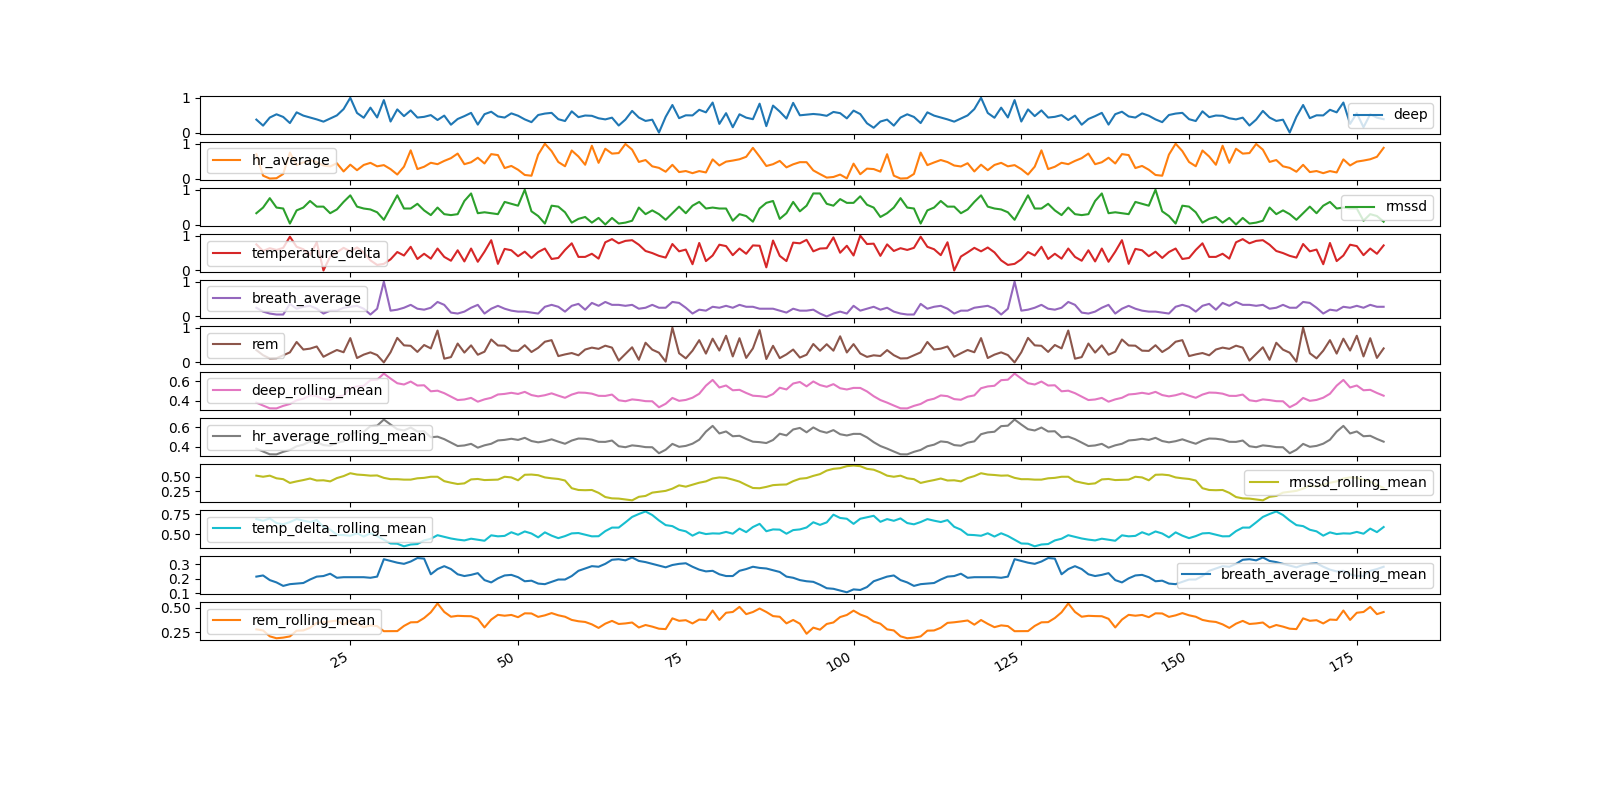 1
deep
0
1
hr_average
0
1
rmssd
0
1
temperature_delta
0
1
breath_average
0
1
rem
0
0.6
deep_rolling_mean
0.4
0.6
hr_average_rolling_mean
0.4
0.50
rmssd_rolling_mean
0.25
0.75
temp_delta_rolling_mean
0.50
0.3
breath_average_rolling_mean
0.2
0.1
0.50
rem_rolling_mean
0.25
25 50 75 100 125 150 175